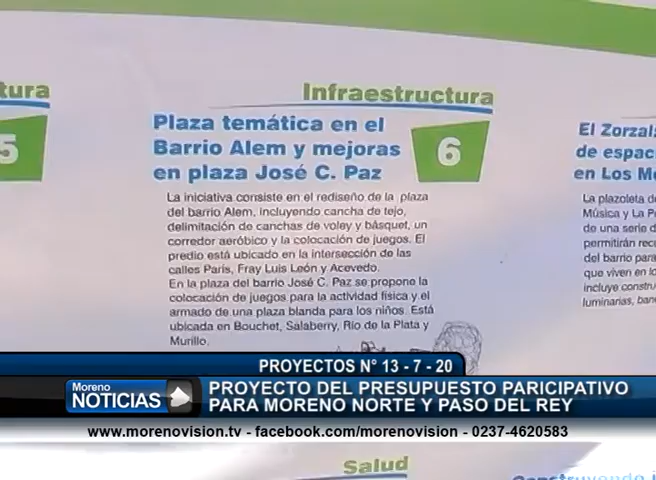 tura
5
Infraestructura
Plaza temática en el
Barrio Alem y mejoras
en plaza José C. Paz
6
La iniciativa consiste en el rediseño de la plaza
del barrio Alem, incluyendo cancha de tejo,
delimitación de canchas de voley y básquet, un
corredor aeróbico y la colocación de juegos. El
predio está ubicado en la intersección de las
calles París, Fray Luis León y Acevedo.
En la plaza del barrio José C. Paz se propone la
colocación de juegos para la actividad física y el
armado de una plaza blanda para los niños. Está
ubicada en Bouchet, Salaberry, Río de la Plata y
Murillo.
El Zorzal:
de espac
en Los M
La plazoleta d
Música y La P
de una serie d
permitirán rec
del barrio para
que viven en lo
incluye constru
luminarias, ban
PROYECTOS N° 13 - 7 - 20
Moreno
NOTICIAS
PROYECTO DEL PRESUPUESTO PARICIPATIVO
PARA MORENO NORTE Y PASO DEL REY
www.morenovision.tv - facebook.com/morenovision - 0237-4620583
Salud